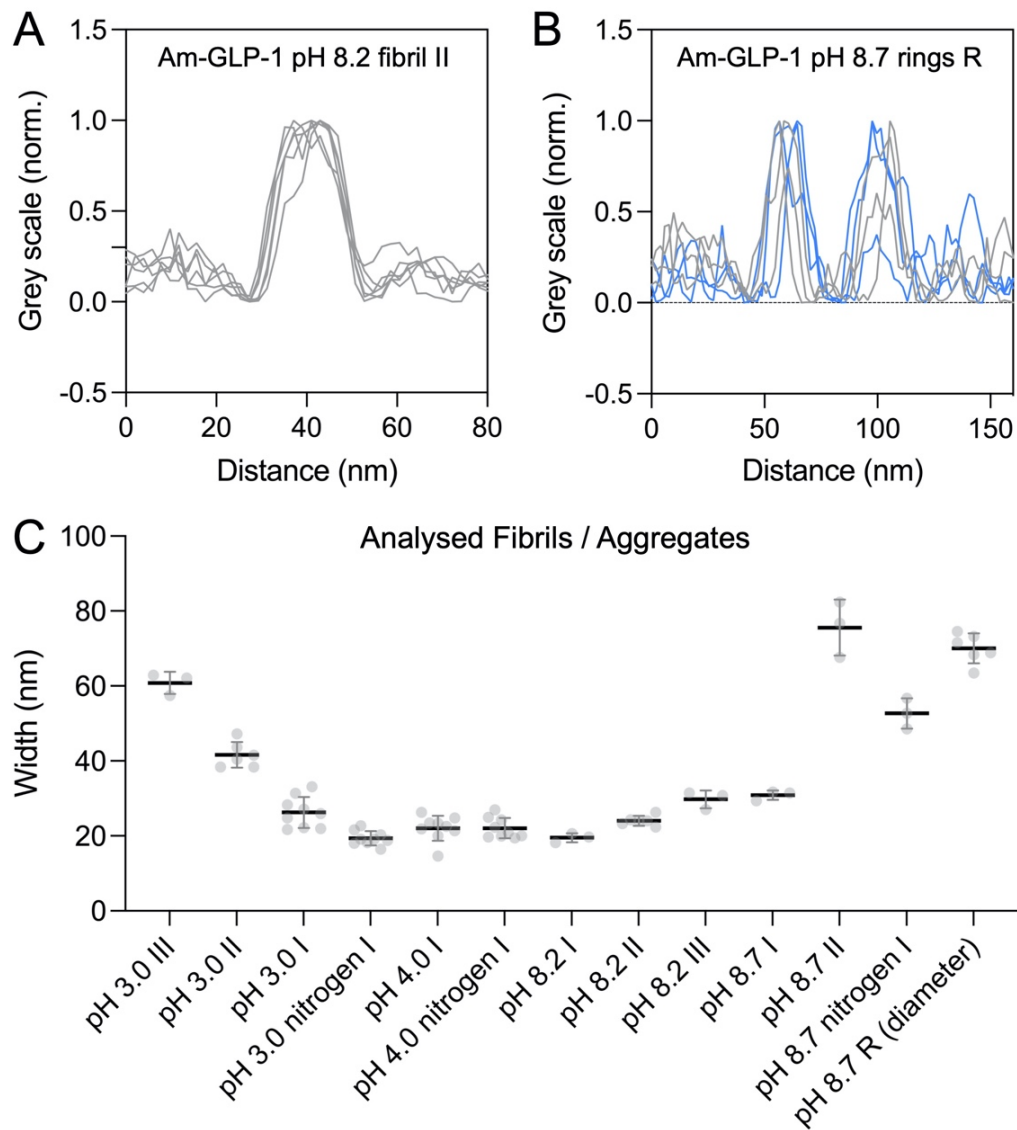 A
Am-GLP-1 pH 8.2 fibril II
Grey scale (norm.)
1.5
1.0
0.5
0.0
-0.5
0 20 40 60 80
Distance (nm)
B
Am-GLP-1 pH 8.7 rings R
Grey scale (norm.)
1.5
1.0
0.5
0.0
-0.5
0 50 100 150
Distance (nm)
C
Analysed Fibrils / Aggregates
Width (nm)
100
80
60
40
20
0
pH 3.0 III
pH 3.0 II
pH 3.0 I
pH 3.0 nitrogen I
pH 4.0 I
pH 4.0 nitrogen I
pH 8.2 I
pH 8.2 II
pH 8.2 III
pH 8.7 I
pH 8.7 II
pH 8.7 nitrogen I
pH 8.7 R (diameter)